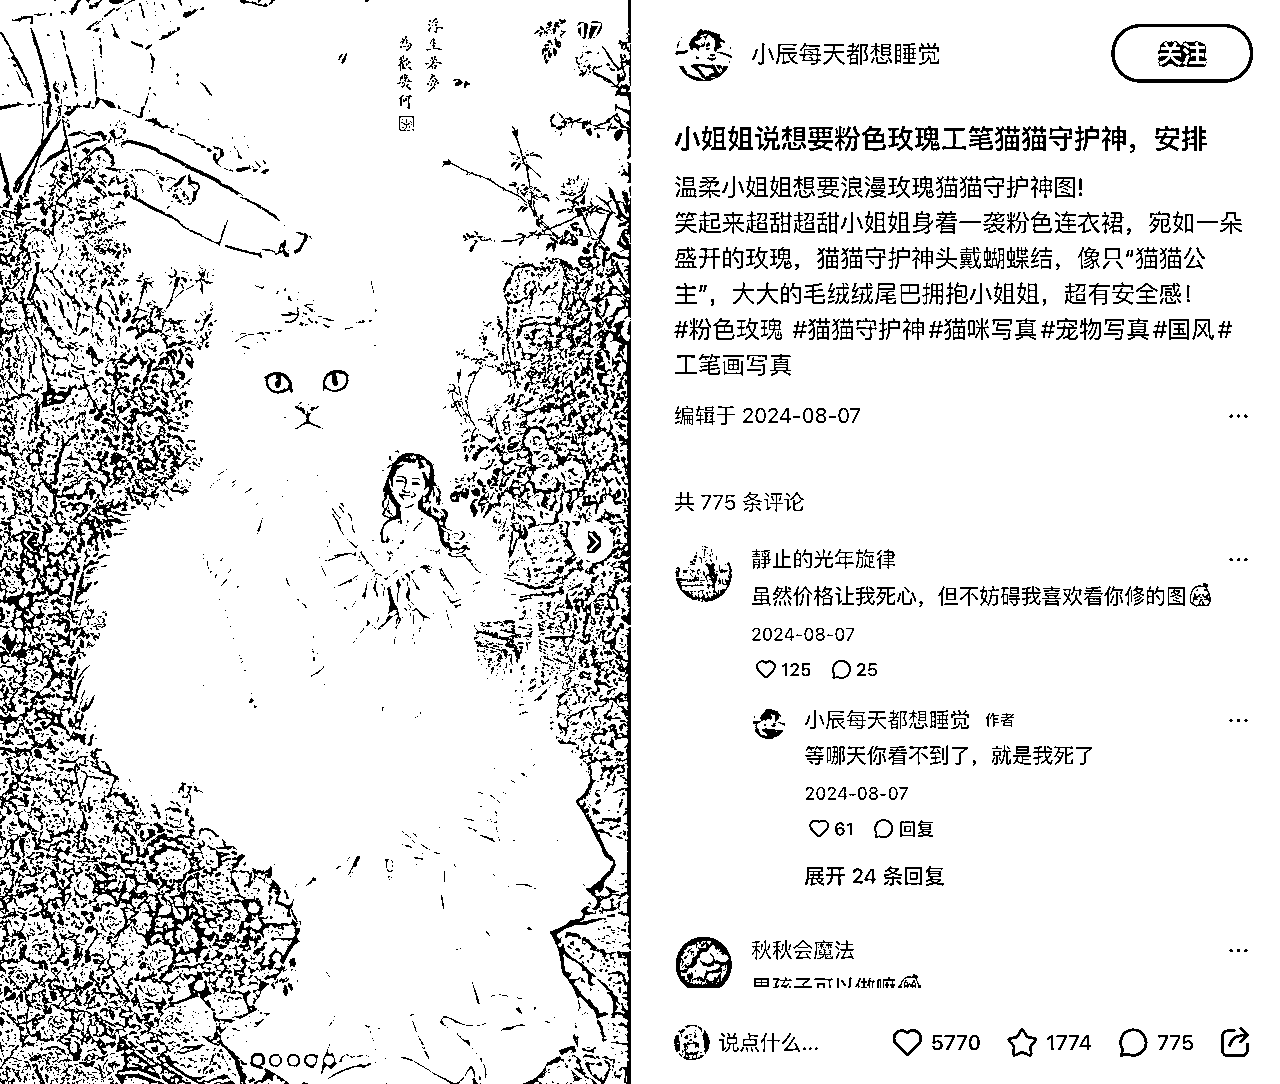 浮生若梦
為歡幾何
小辰每天都想睡觉
关注
小姐姐说想要粉色玫瑰工笔猫猫守护神，安排
温柔小姐姐想要浪漫玫瑰猫猫守护神图!
笑起来超甜超甜小姐姐身着一袭粉色连衣裙，宛如一朵
盛开的玫瑰，猫猫守护神头戴蝴蝶结，像只“猫猫公
主”，大大的毛绒绒尾巴拥抱小姐姐，超有安全感！
#粉色玫瑰 #猫猫守护神#猫咪写真#宠物写真#国风#
工笔画写真
编辑于 2024-08-07
共 775 条评论
静止的光年旋律
虽然价格让我死心，但不妨碍我喜欢看你修的图
2024-08-07
125 25
小辰每天都想睡觉 作者
等哪天你看不到了，就是我死了
2024-08-07
61 回复
展开 24 条回复
秋秋会魔法
男孩子可以做嘛
说点什么... 5770 1774 775